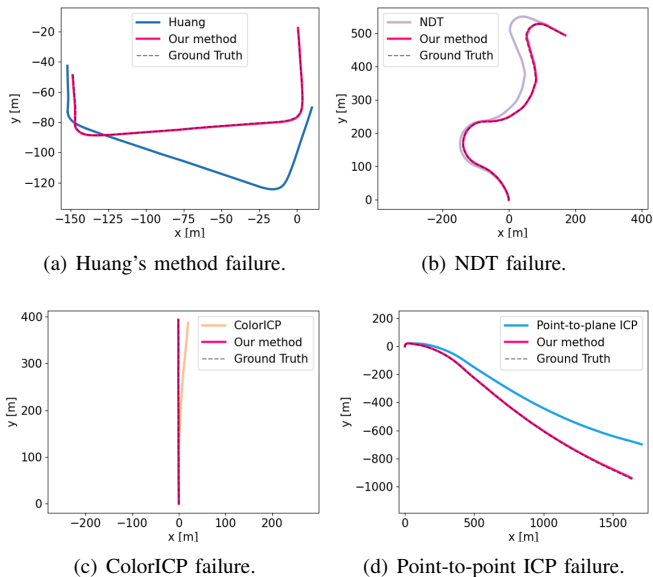 Huang
Our method
Ground Truth
−20
−40
−60
−80
−100
−120
y [m]
−150 −125 −100 −75 −50 −25 0
x [m]
(a) Huang's method failure.
NDT
Our method
Ground Truth
500
400
300
200
100
0
y [m]
−400 −200 0 200 400
x [m]
(b) NDT failure.
ColorICP
Our method
Ground Truth
400
300
200
100
0
y [m]
−200 −100 0 100 200
x [m]
(c) ColorICP failure.
Point-to-plane ICP
Our method
Ground Truth
200
0
−200
−400
−600
−800
−1000
y [m]
0 500 1000 1500
x [m]
(d) Point-to-point ICP failure.